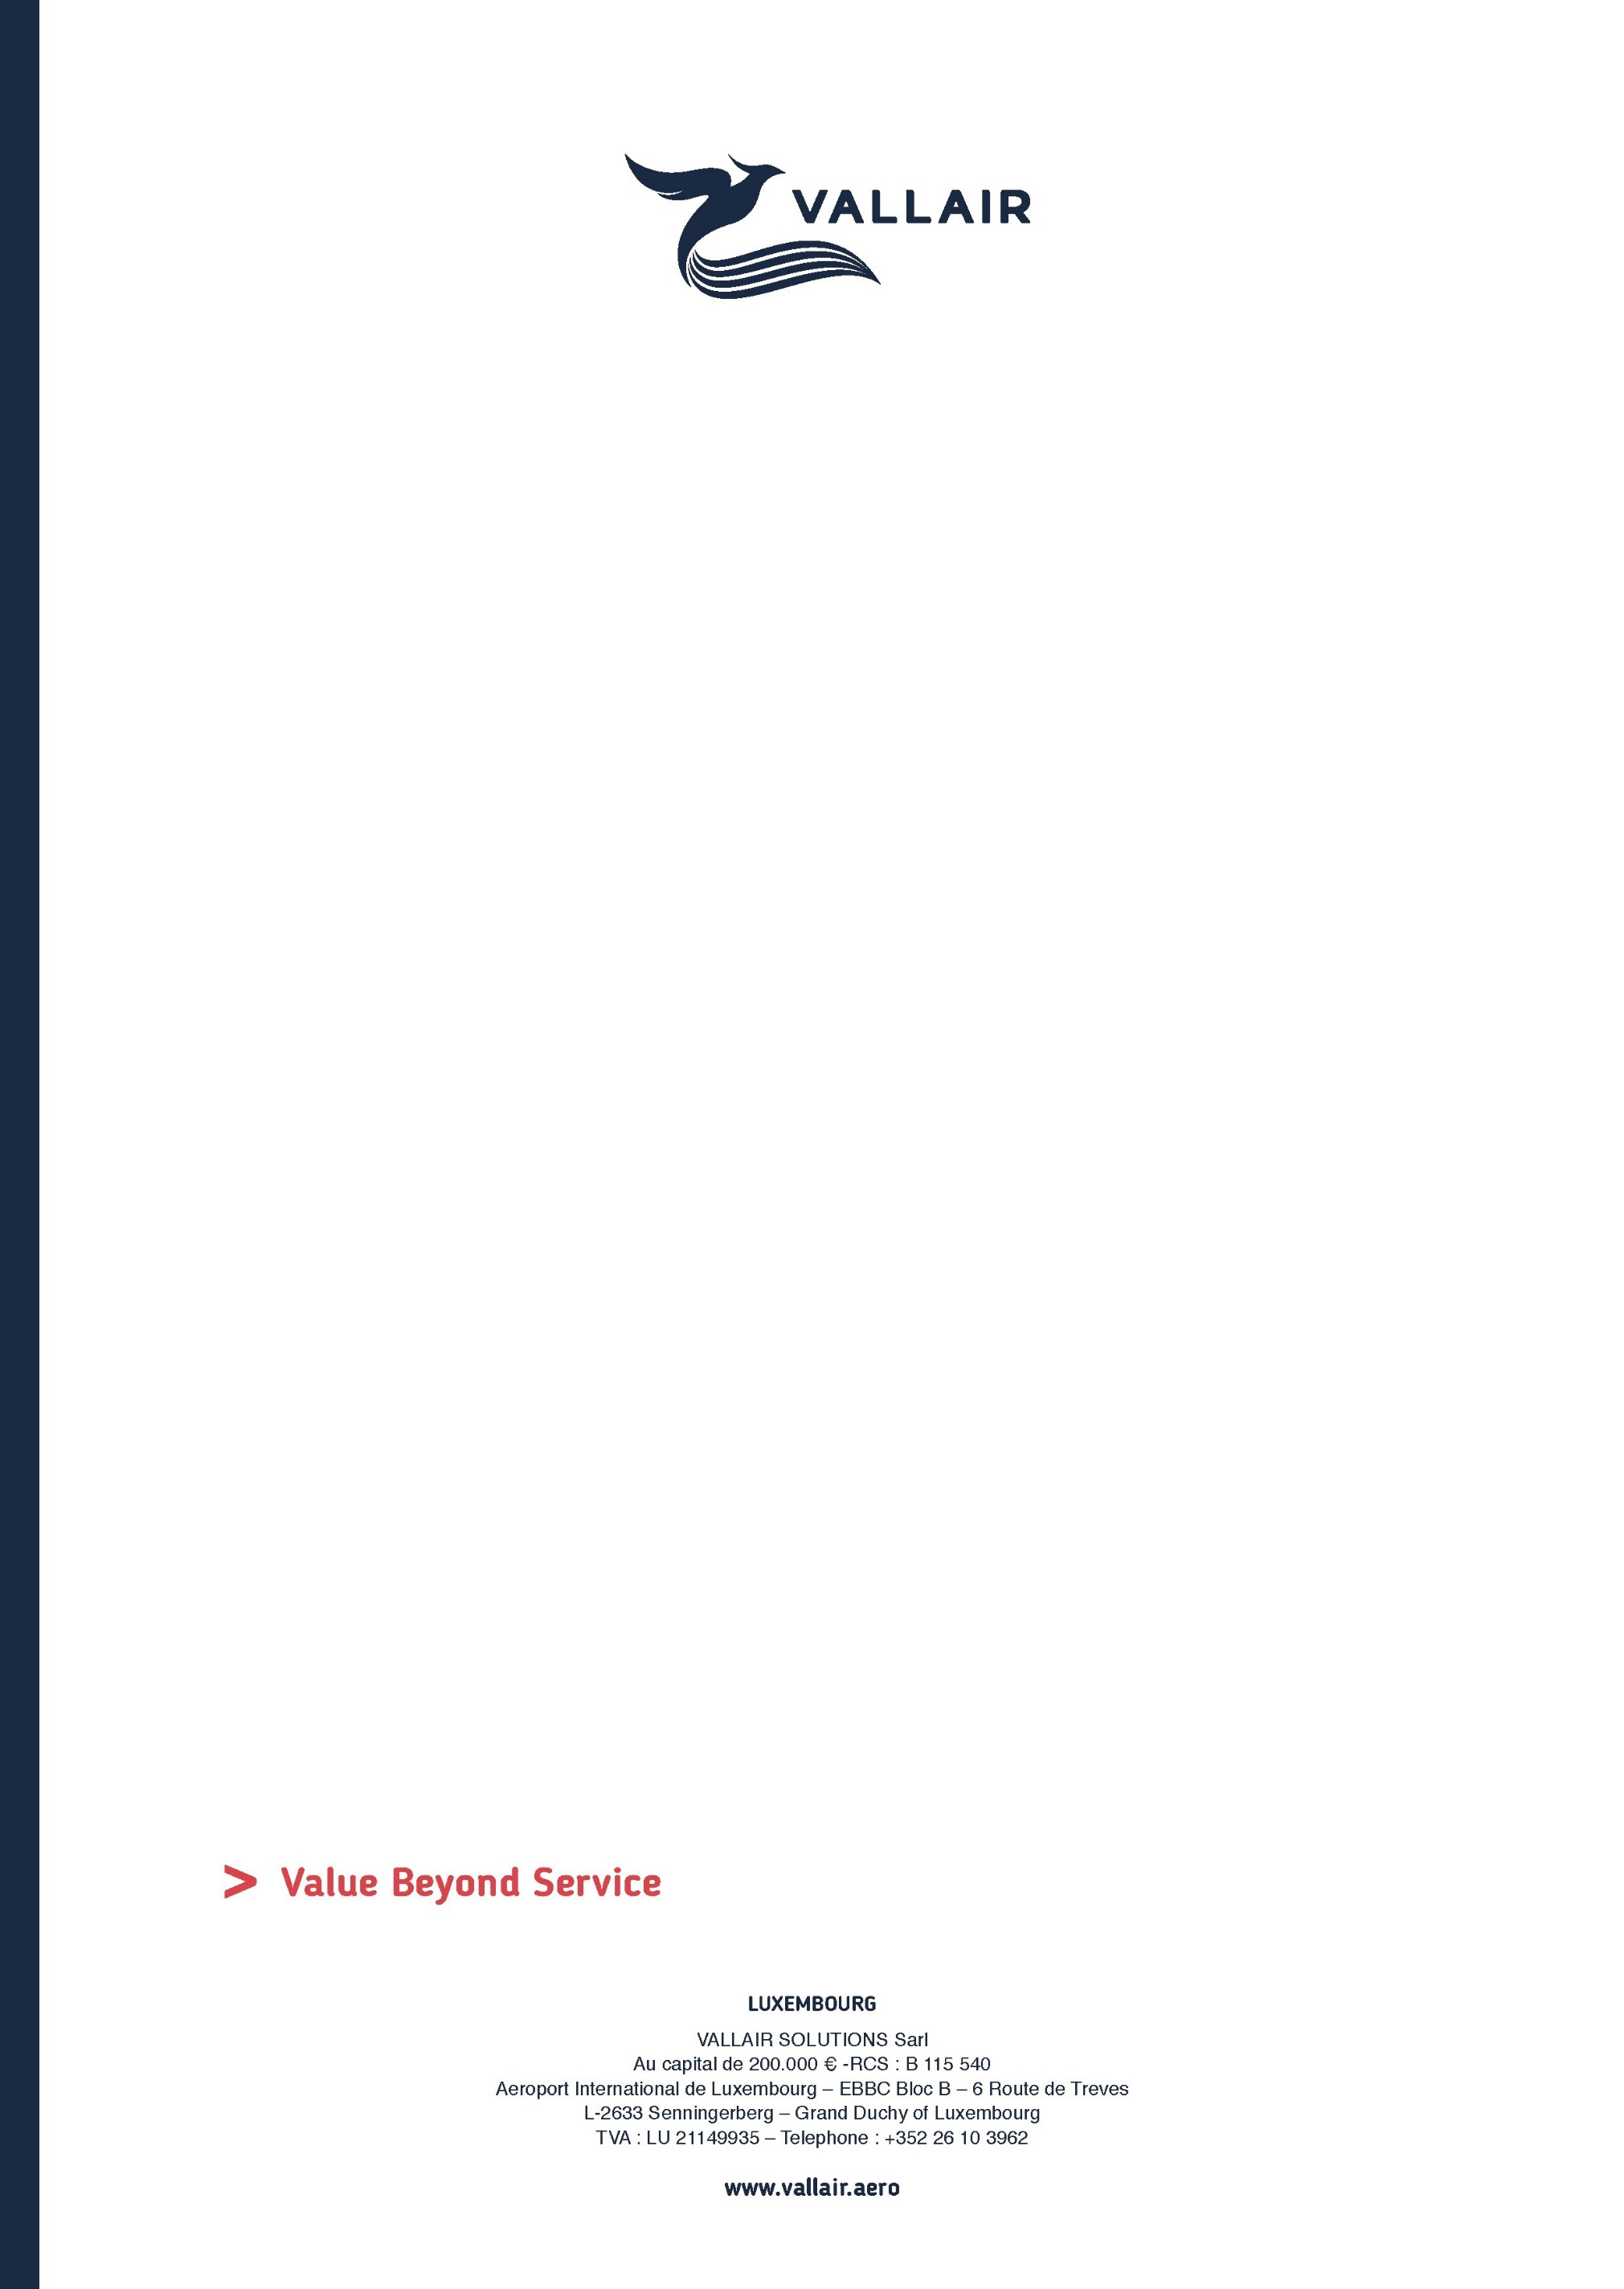 VALLAIR
> Value Beyond Service
LUXEMBOURG
VALLAIR SOLUTIONS Sarl
Au capital de 200.000 € -RCS : B 115 540
Aeroport International de Luxembourg – EBBC Bloc B – 6 Route de Treves
L-2633 Senningerberg – Grand Duchy of Luxembourg
TVA : LU 21149935 – Telephone : +352 26 10 3962
www.vallair.aero